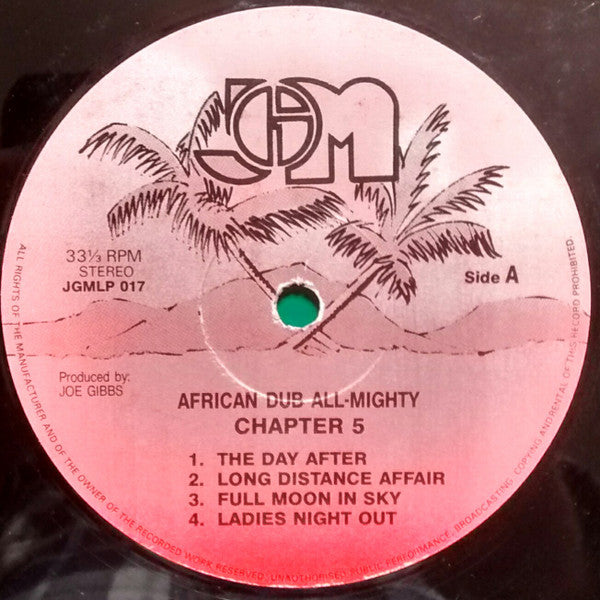 JGM
33⅓ RPM
STEREO
JGMLP 017
Side A
Produced by:
JOE GIBBS
AFRICAN DUB ALL-MIGHTY
CHAPTER 5
1. THE DAY AFTER
2. LONG DISTANCE AFFAIR
3. FULL MOON IN SKY
4. LADIES NIGHT OUT
ALL RIGHTS OF THE MANUFACTURER AND OF THE OWNER OF THE RECORDED WORK RESERVED. UNAUTHORISED PUBLIC PERFORMANCE, BROADCASTING, COPYING AND RENTAL OF THIS RECORD PROHIBITED.